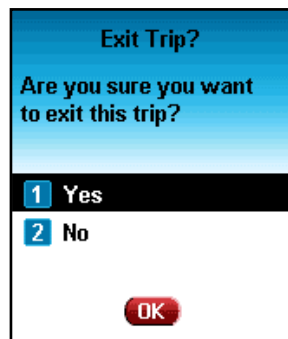 Exit Trip?
Are you sure you want
to exit this trip?
1 Yes
2 No
OK